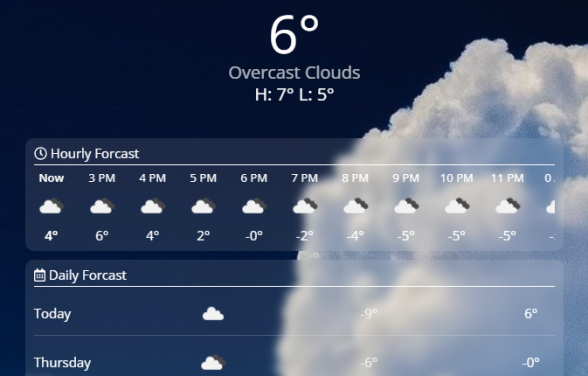 6°
Overcast Clouds
H: 7° L: 5°
Hourly Forcast
Now 3 PM 4 PM 5 PM 6 PM 7 PM 8 PM 9 PM 10 PM 11 PM 0
4° 6° 4° 2° -0° -2° -4° -5° -5° -5° -
Daily Forcast
Today -9° 6°
Thursday -6° -0°